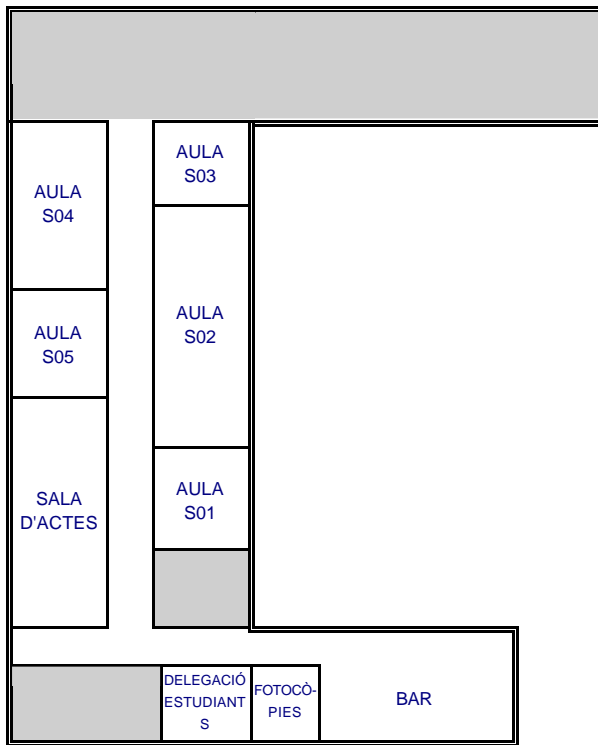 AULA
S03
AULA
S04
AULA
S02
AULA
S05
AULA
S01
SALA
D'ACTES
DELEGACIÓ
ESTUDIANT
S
FOTOCÒ-
PIES
BAR